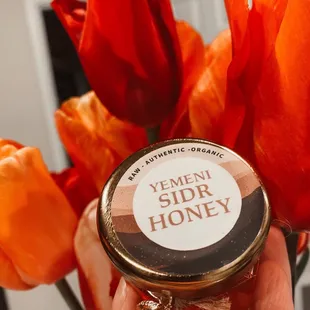 RAW • AUTHENTIC • ORGANIC
YEMENI
SIDR
HONEY